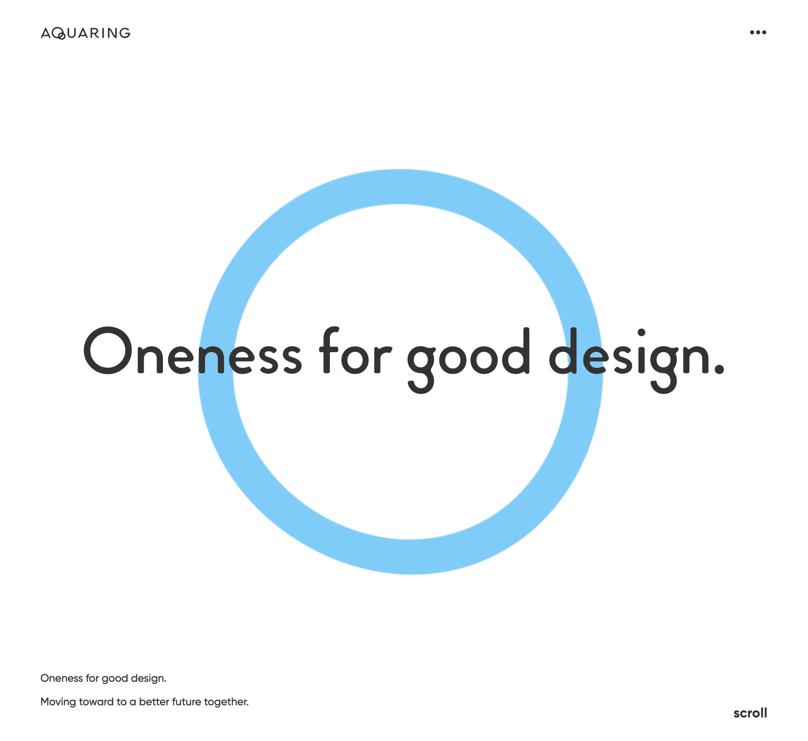 AQUARING
Oneness for good design.
Oneness for good design.
Moving toward to a better future together.
scroll